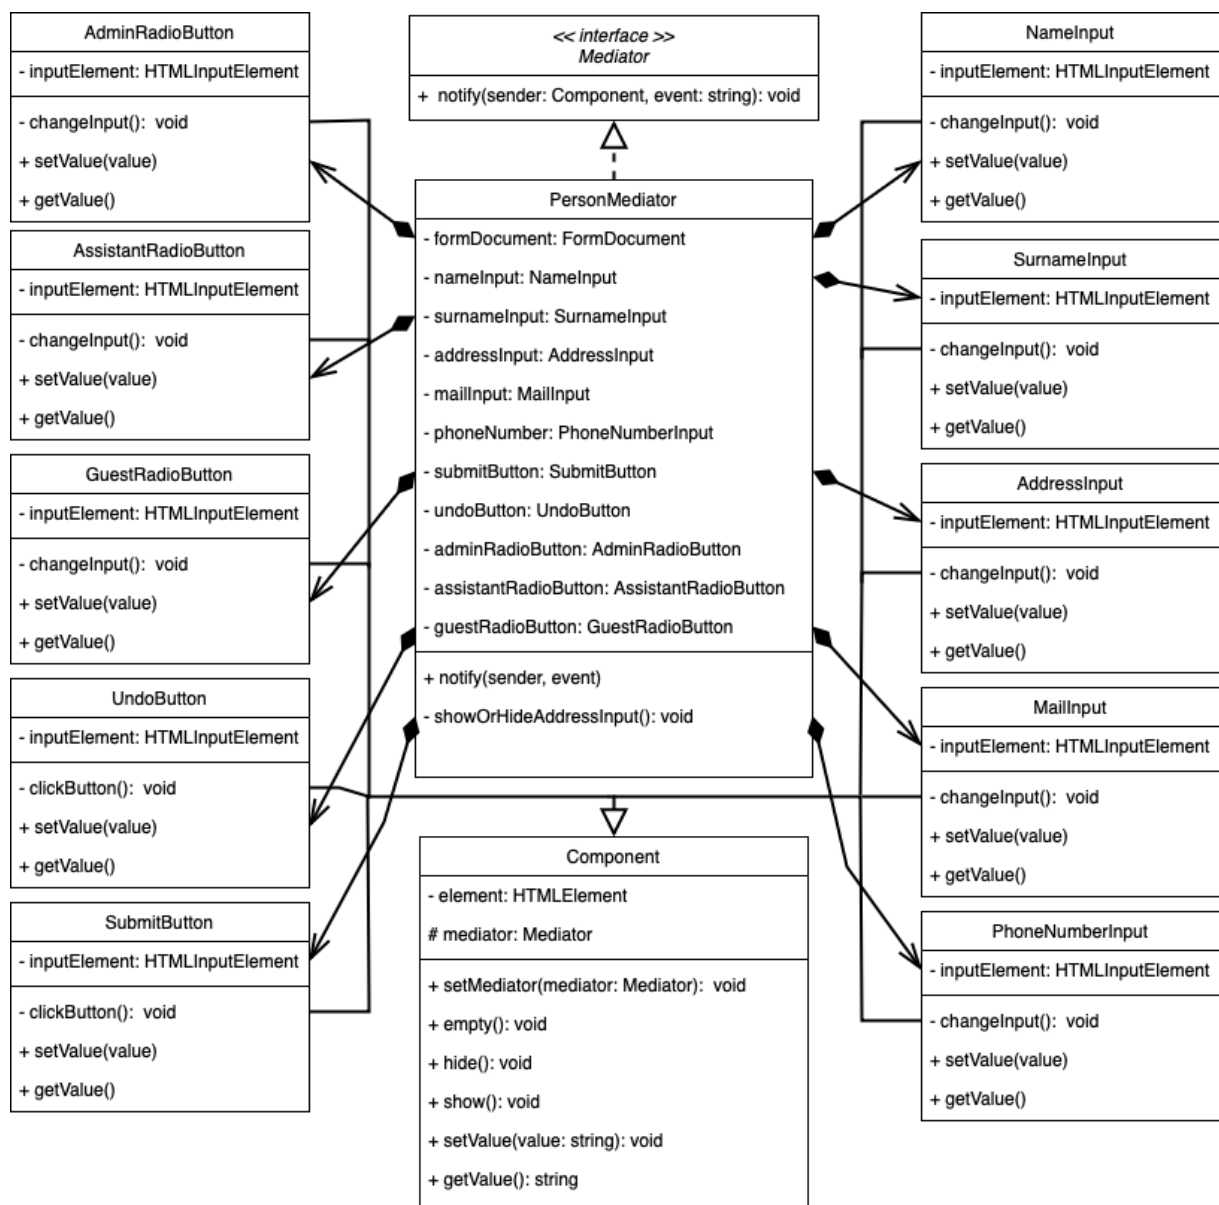 AdminRadioButton
- inputElement: HTMLInputElement
- changeInput(): void
+ setValue(value)
+ getValue()
AssistantRadioButton
- inputElement: HTMLInputElement
- changeInput(): void
+ setValue(value)
+ getValue()
GuestRadioButton
- inputElement: HTMLInputElement
- changeInput(): void
+ setValue(value)
+ getValue()
UndoButton
- inputElement: HTMLInputElement
- clickButton(): void
+ setValue(value)
+ getValue()
SubmitButton
- inputElement: HTMLInputElement
- clickButton(): void
+ setValue(value)
+ getValue()
<< interface >>
Mediator
+ notify(sender: Component, event: string): void
PersonMediator
- formDocument: FormDocument
- nameInput: NameInput
- surnameInput: SurnameInput
- addressInput: AddressInput
- mailInput: MailInput
- phoneNumber: PhoneNumberInput
- submitButton: SubmitButton
- undoButton: UndoButton
- adminRadioButton: AdminRadioButton
- assistantRadioButton: AssistantRadioButton
- guestRadioButton: GuestRadioButton
+ notify(sender, event)
- showOrHideAddressInput(): void
Component
- element: HTMLElement
# mediator: Mediator
+ setMediator(mediator: Mediator): void
+ empty(): void
+ hide(): void
+ show(): void
+ setValue(value: string): void
+ getValue(): string
NameInput
- inputElement: HTMLInputElement
- changeInput(): void
+ setValue(value)
+ getValue()
SurnameInput
- inputElement: HTMLInputElement
- changeInput(): void
+ setValue(value)
+ getValue()
AddressInput
- inputElement: HTMLInputElement
- changeInput(): void
+ setValue(value)
+ getValue()
MailInput
- inputElement: HTMLInputElement
- changeInput(): void
+ setValue(value)
+ getValue()
PhoneNumberInput
- inputElement: HTMLInputElement
- changeInput(): void
+ setValue(value)
+ getValue()